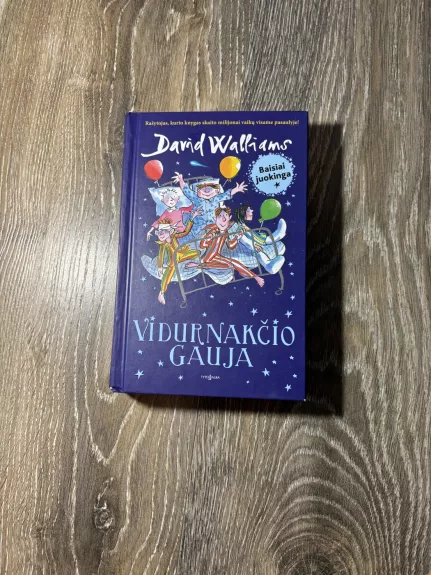 Rašytojas, kurio knygas skaito milijonai vaikų visame pasaulyje!
David Walliams
Baisiai
juokinga
VIDURNAKČIO
GAUJA